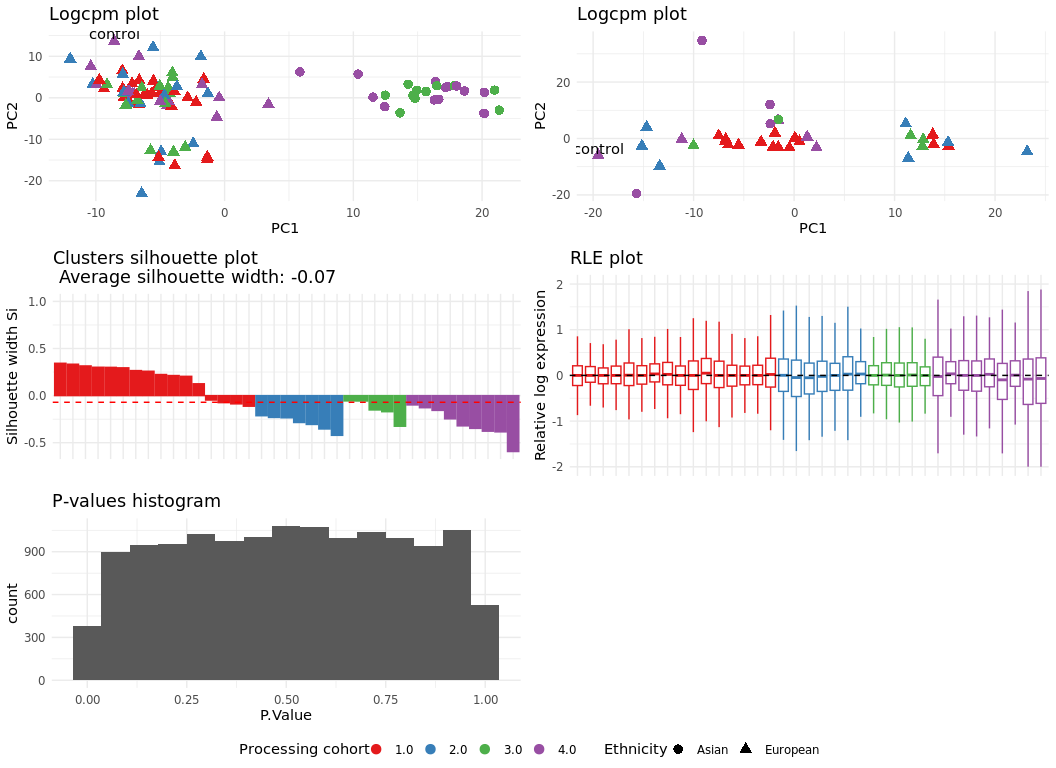 Logcpm plot
control
10
0
-10
-20
PC2
-10
0
10
20
PC1
Logcpm plot
control
20
0
-20
PC2
-20
-10
0
10
20
PC1
Clusters silhouette plot
Average silhouette width: -0.07
1.0
0.5
0.0
-0.5
Silhouette width Si
RLE plot
2
1
0
-1
-2
Relative log expression
P-values histogram
900
600
300
0
count
0.00
0.25
0.50
0.75
1.00
P.Value
Processing cohort 1.0 2.0 3.0 4.0 Ethnicity Asian European